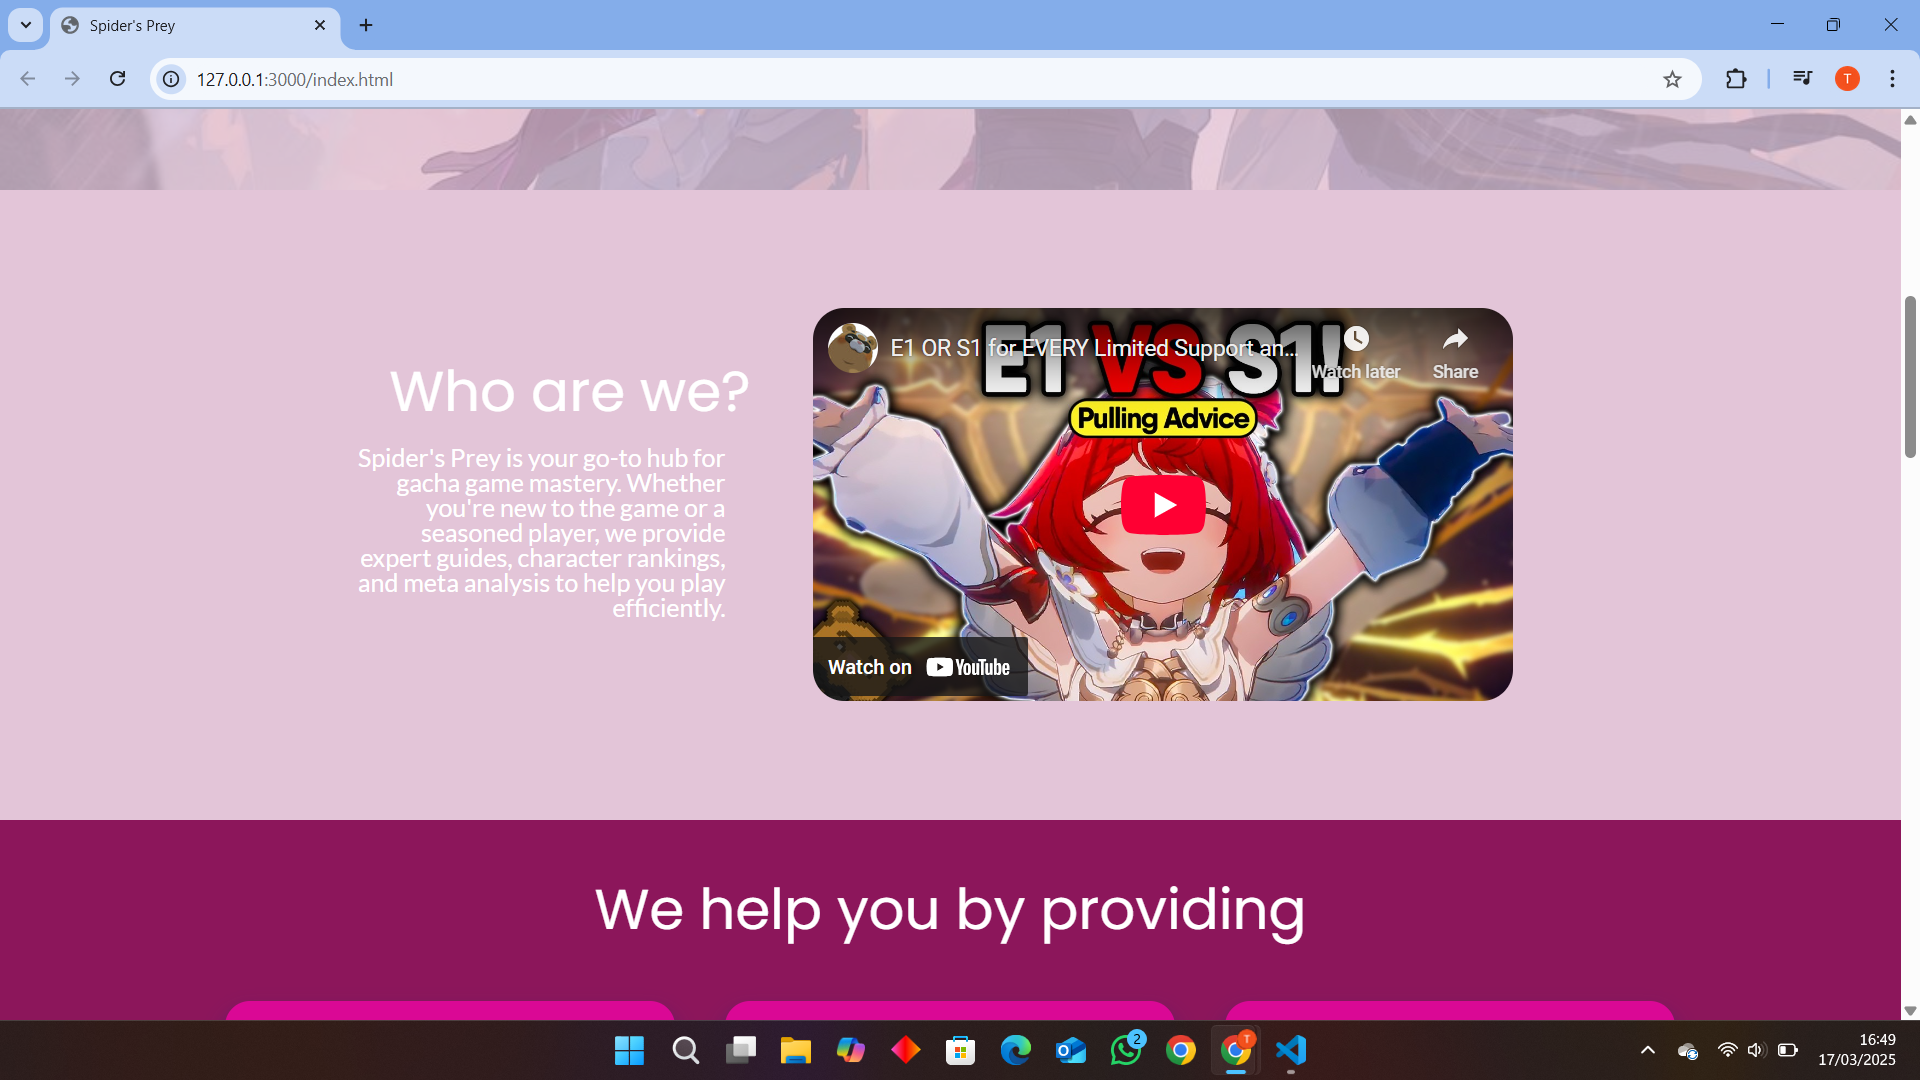 Spider's Prey
127.0.0.1:3000/index.html
T
Who are we?
Spider's Prey is your go-to hub for
gacha game mastery. Whether
you're new to the game or a
seasoned player, we provide
expert guides, character rankings,
and meta analysis to help you play
efficiently.
E1 VS S1!
E1 OR S1 for EVERY Limited Support an...
Watch later
Share
Pulling Advice
Watch on YouTube
We help you by providing
2
T
16:49
17/03/2025